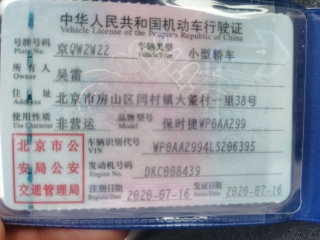 中华人民共和国机动车行驶证
Vehicle License of the People's Republic of China
号牌号码 京QW2W22 车辆类型 小型轿车
Plate No. Vehicle Type
所有人 吴雷
Owner
住址 北京市房山区闫村镇大董村一里38号
Address
使用性质 非营运 品牌型号 保时捷WP0AA299
Use Character Model
北京市公 车辆识别代号 WP0AA2994LS206395
VIN
安局公安 发动机号码 DKC008439
Engine No.
交通管理局 注册日期 2020-07-16 发证日期 2020-07-16
Register Date Issue Date